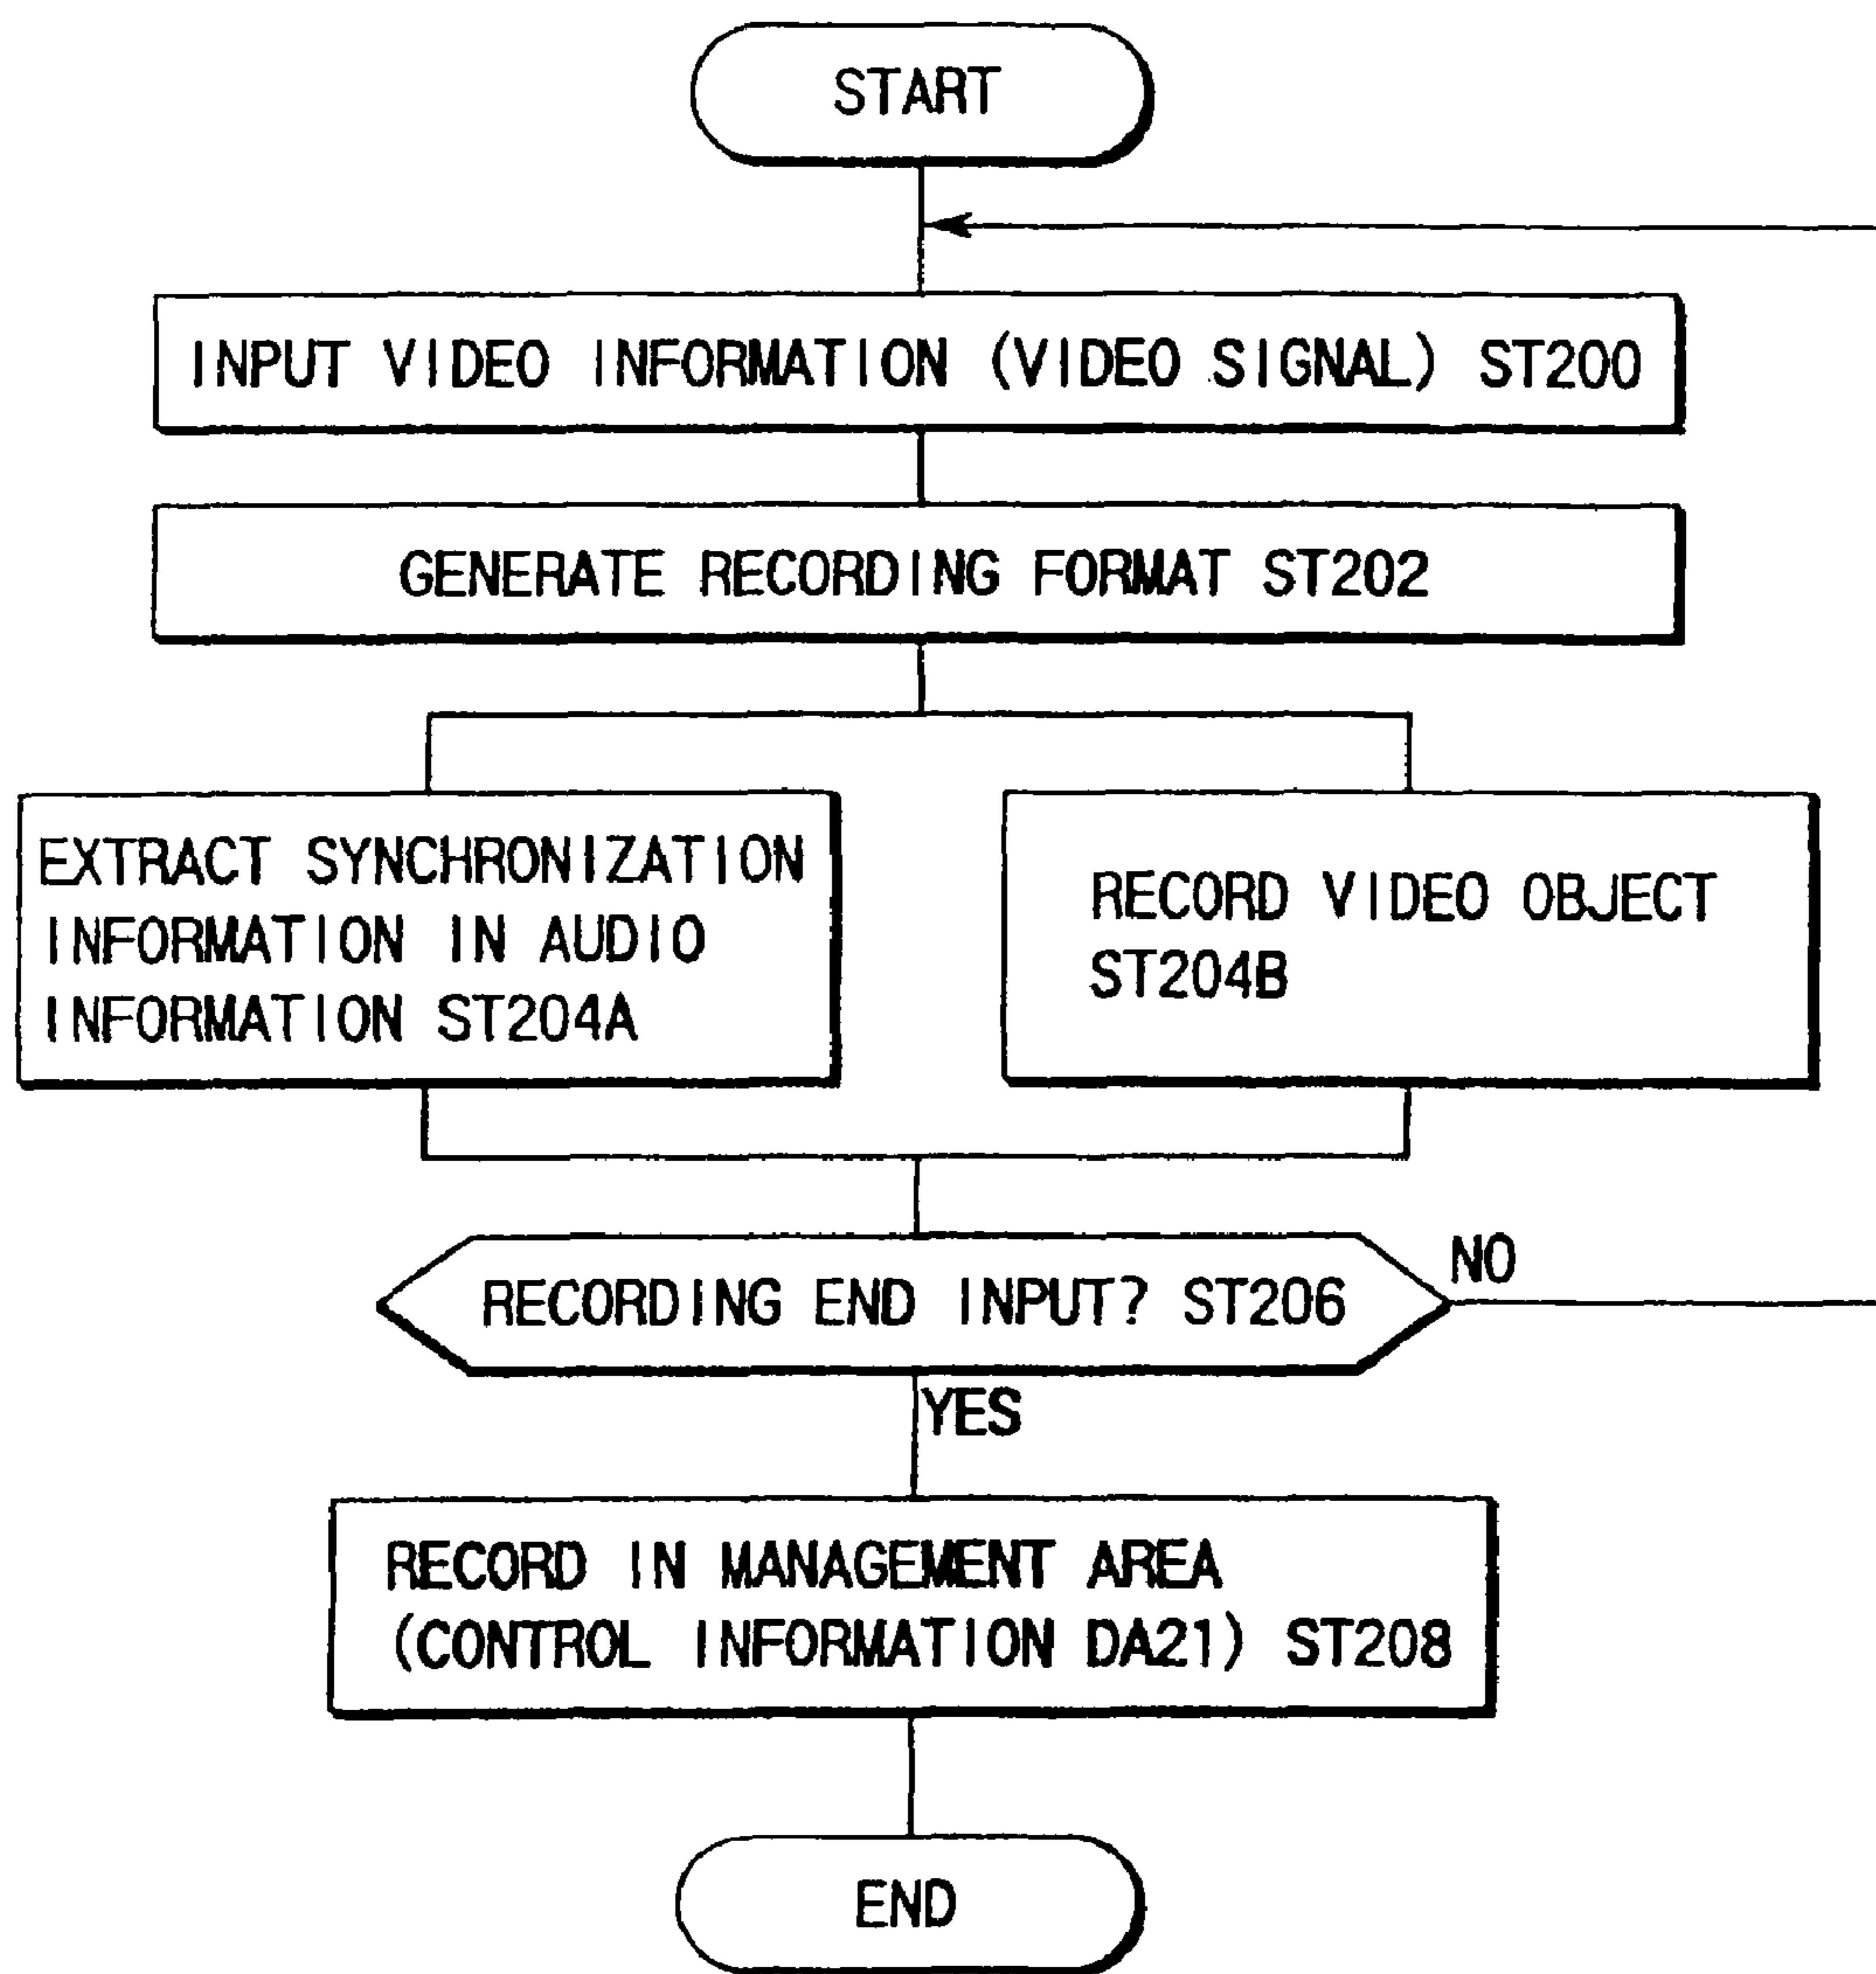 START
INPUT VIDEO INFORMATION (VIDEO SIGNAL) ST200
GENERATE RECORDING FORMAT ST202
EXTRACT SYNCHRONIZATION
INFORMATION IN AUDIO
INFORMATION ST204A
RECORD VIDEO OBJECT
ST204B
RECORDING END INPUT? ST206
NO
YES
RECORD IN MANAGEMENT AREA
(CONTROL INFORMATION DA21) ST208
END